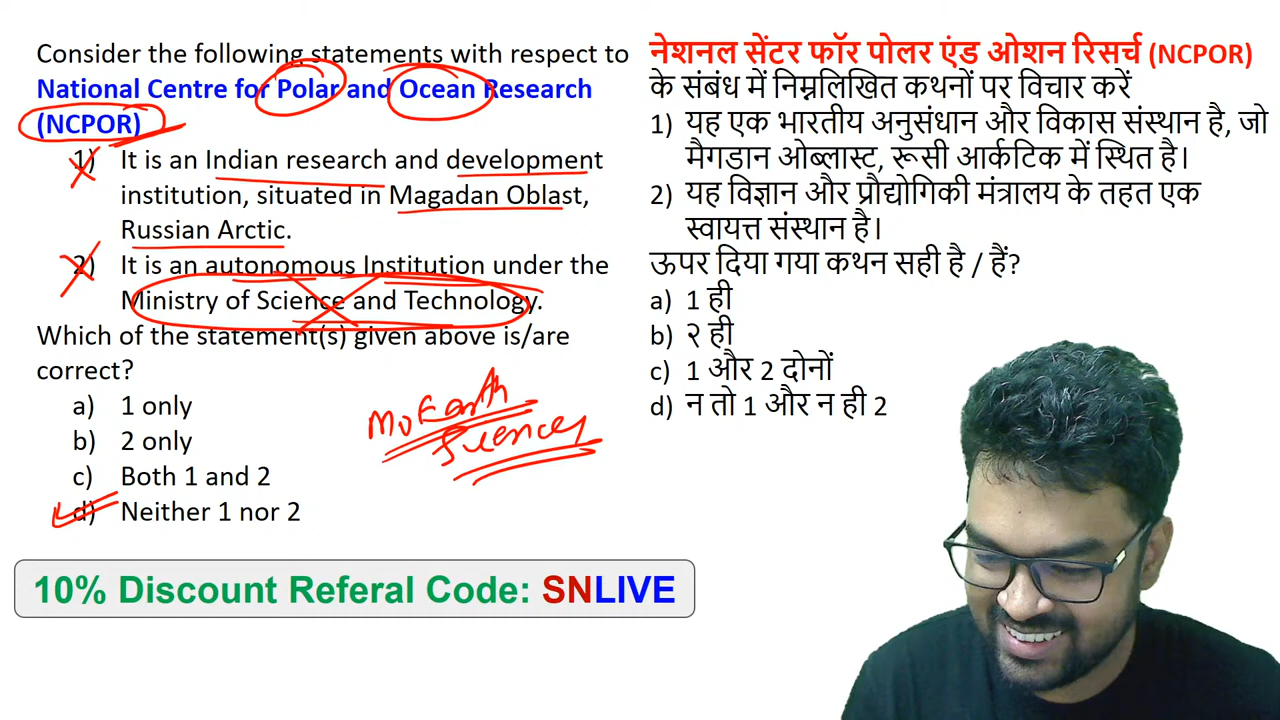 Consider the following statements with respect to
National Centre for Polar and Ocean Research
(NCPOR)
1) It is an Indian research and development
institution, situated in Magadan Oblast,
Russian Arctic.
2) It is an autonomous Institution under the
Ministry of Science and Technology.
Which of the statement(s) given above is/are
correct?
a) 1 only
b) 2 only
c) Both 1 and 2
d) Neither 1 nor 2
Mo Earth
Sciences
10% Discount Referal Code: SNLIVE
नेशनल सेंटर फॉर पोलर एंड ओशन रिसर्च (NCPOR)
के संबंध में निम्नलिखित कथनों पर विचार करें
1) यह एक भारतीय अनुसंधान और विकास संस्थान है, जो
मैगडान ओब्लास्ट, रूसी आर्कटिक में स्थित है।
2) यह विज्ञान और प्रौद्योगिकी मंत्रालय के तहत एक
स्वायत्त संस्थान है।
ऊपर दिया गया कथन सही है / हैं?
a) 1 ही
b) २ ही
c) 1 और 2 दोनों
d) न तो 1 और न ही 2